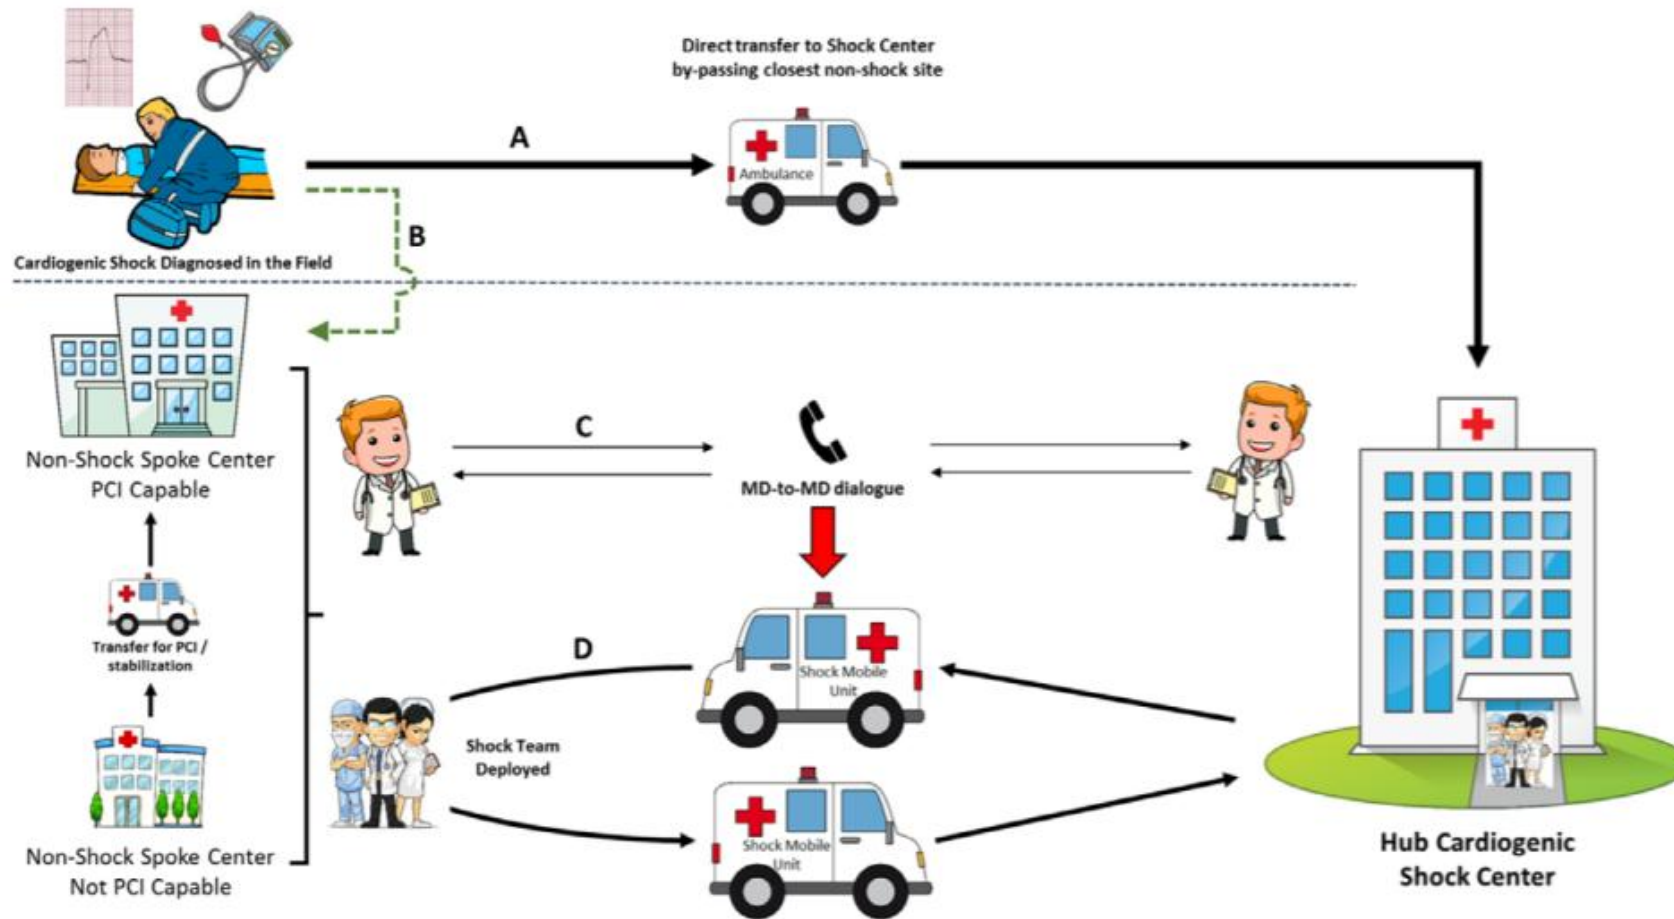 Direct transfer to Shock Center
by-passing closest non-shock site
A
Ambulance
B
Cardiogenic Shock Diagnosed in the Field
Non-Shock Spoke Center
PCI Capable
C
MD-to-MD dialogue
Transfer for PCI /
stabilization
D
Shock Mobile
Unit
Shock Team
Deployed
Shock Mobile
Unit
Non-Shock Spoke Center
Not PCI Capable
Hub Cardiogenic
Shock Center